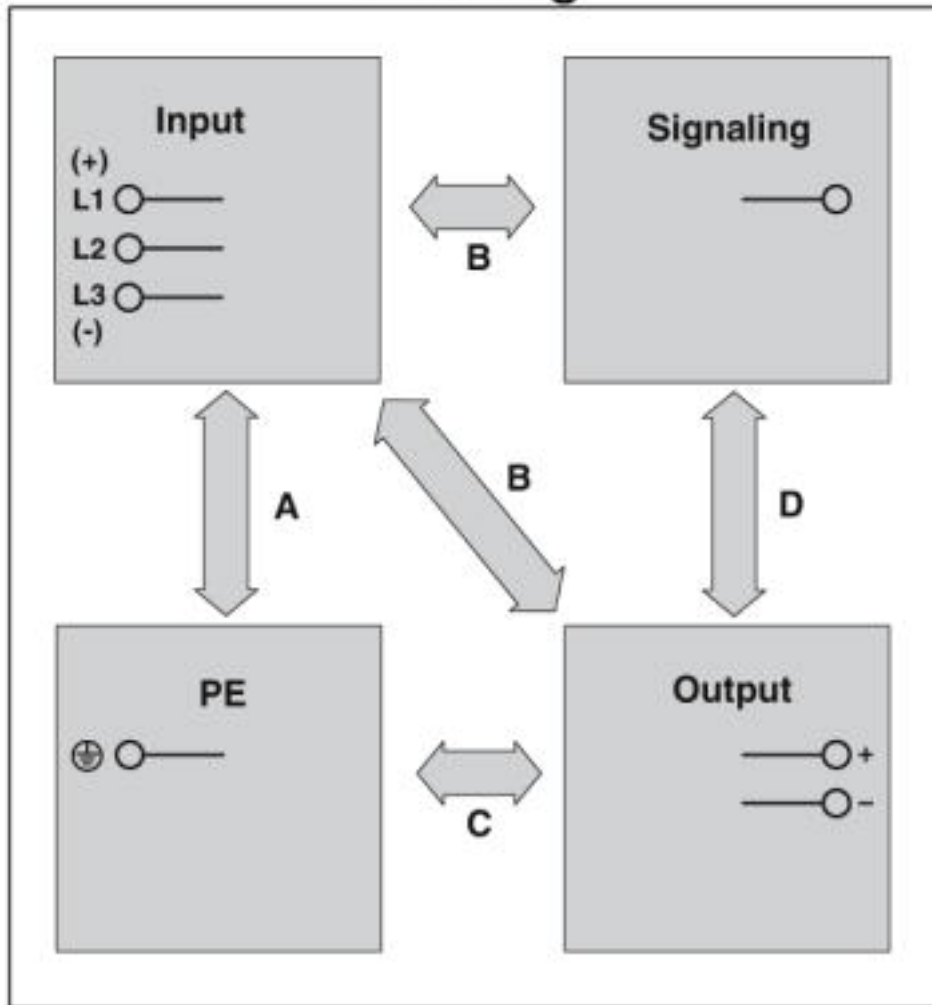 Input
(+)
L1
L2
L3
(-)
Signaling
B
A
B
D
PE
Output
+
–
C